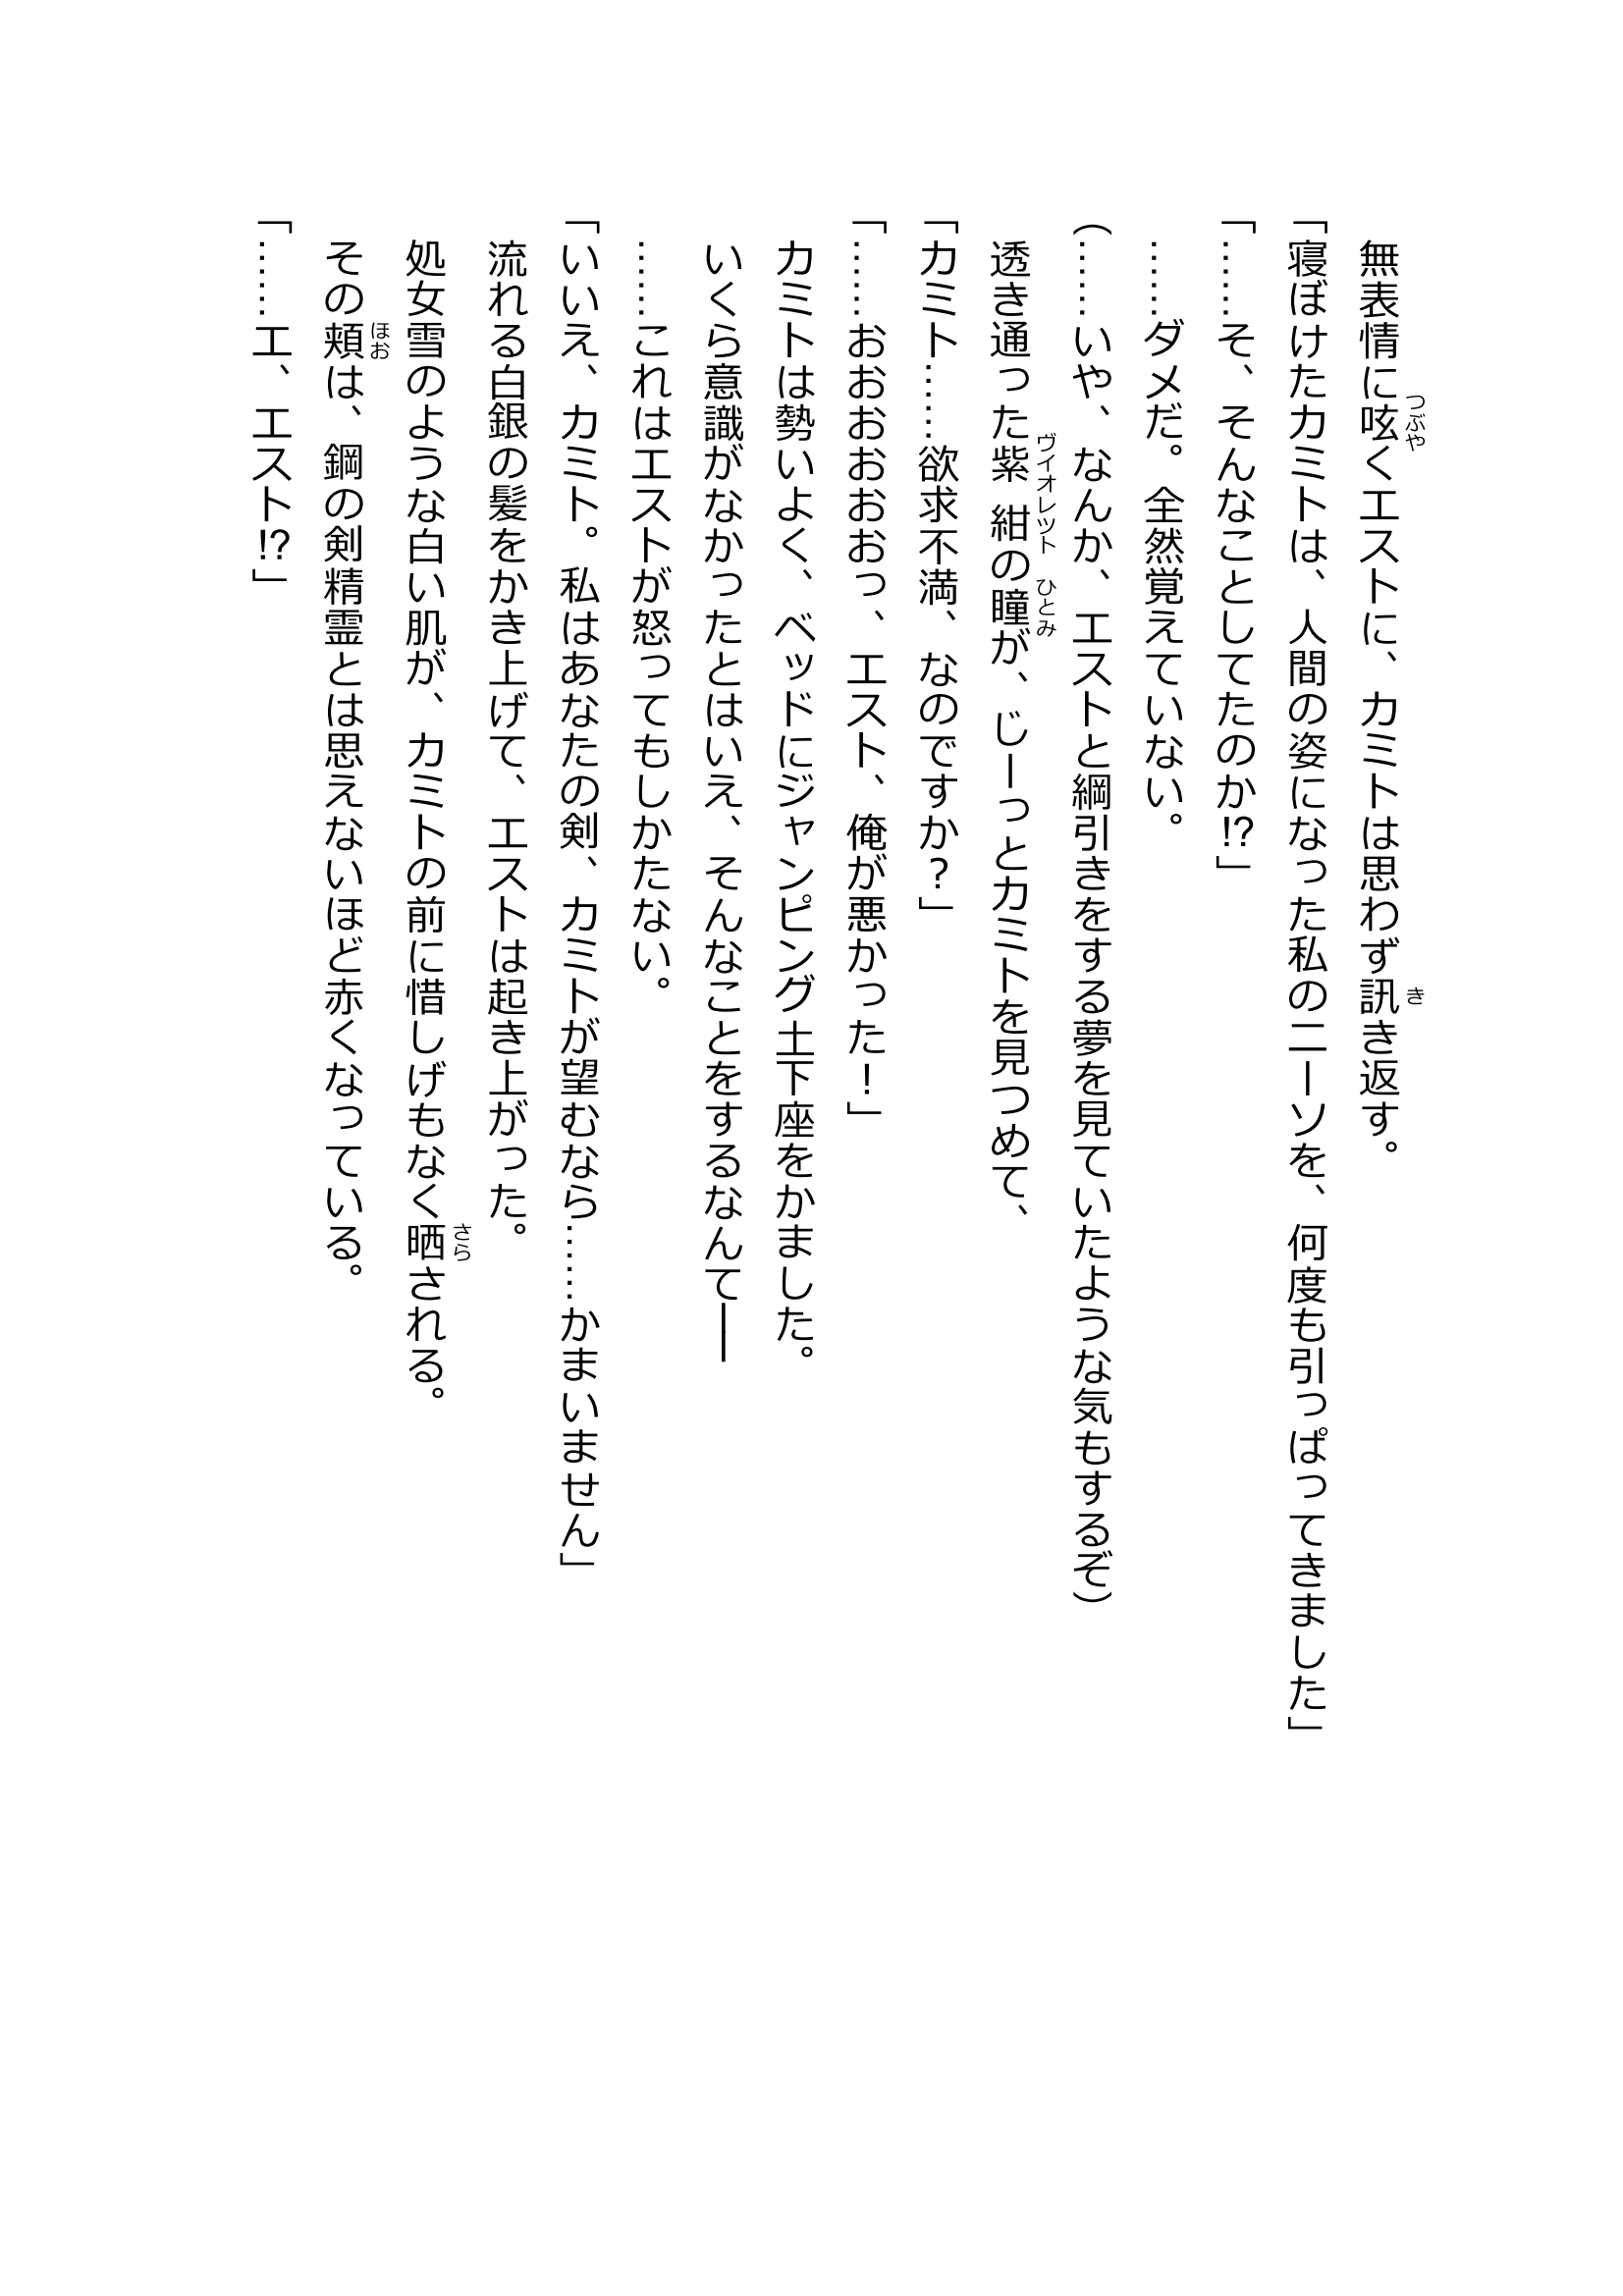 無表情に呟くエストに、カミトは思わず訊き返す。
「寝ぼけたカミトは、人間の姿になった私のニーソを、何度も引っぱってきました」
「……そ、そんなことしてたのか⁉」
……ダメだ。全然覚えていない。
（……いや、なんか、エストと綱引きをする夢を見ていたような気もするぞ）
透き通った紫紺の瞳が、じーっとカミトを見つめて、
「カミト……欲求不満、なのですか？」
「……おおおおおおっ、エスト、俺が悪かった！」
カミトは勢いよく、ベッドにジャンピング土下座をかました。
いくら意識がなかったとはいえ、そんなことをするなんて――
……これはエストが怒ってもしかたない。
「いいえ、カミト。私はあなたの剣、カミトが望むなら……かまいません」
流れる白銀の髪をかき上げて、エストは起き上がった。
処女雪のような白い肌が、カミトの前に惜しげもなく晒される。
その頬は、鋼の剣精霊とは思えないほど赤くなっている。
「……エ、エスト⁉」
つぶや
き
ヴイオレツト
ひとみ
さら
ほお